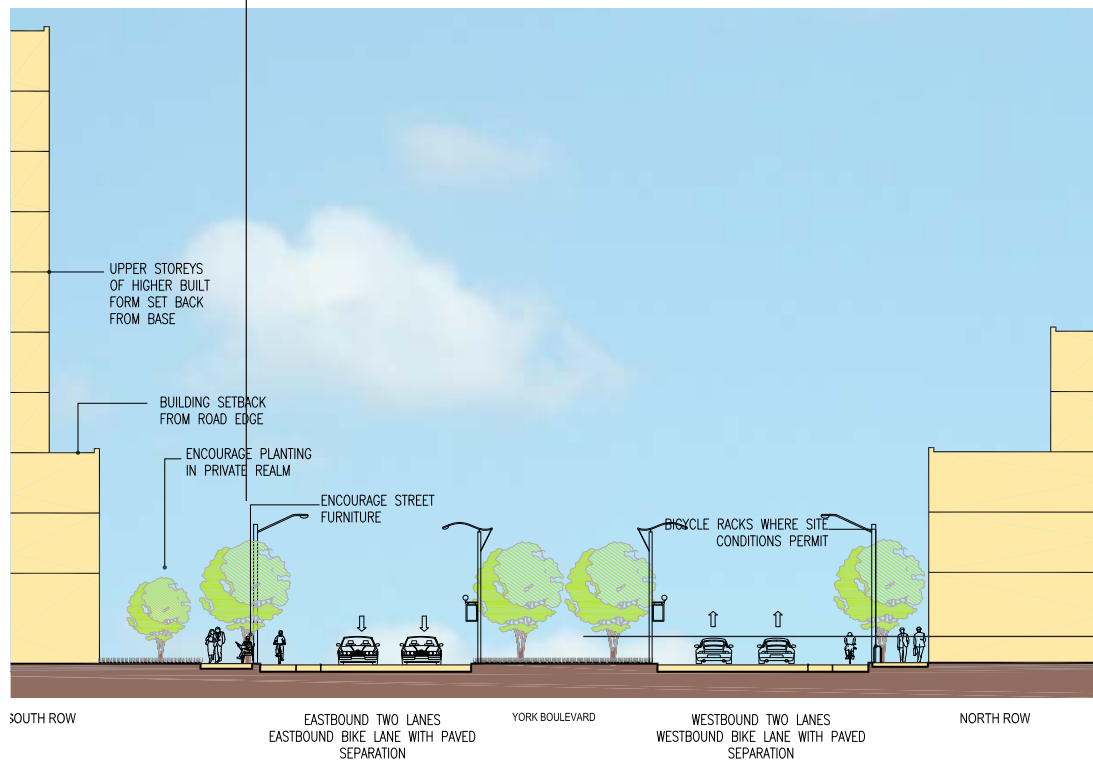 UPPER STOREYS
OF HIGHER BUILT
FORM SET BACK
FROM BASE
BUILDING SETBACK
FROM ROAD EDGE
ENCOURAGE PLANTING
IN PRIVATE REALM
ENCOURAGE STREET
FURNITURE
BICYCLE RACKS WHERE SITE
CONDITIONS PERMIT
SOUTH ROW
EASTBOUND TWO LANES
EASTBOUND BIKE LANE WITH PAVED
SEPARATION
YORK BOULEVARD
WESTBOUND TWO LANES
WESTBOUND BIKE LANE WITH PAVED
SEPARATION
NORTH ROW